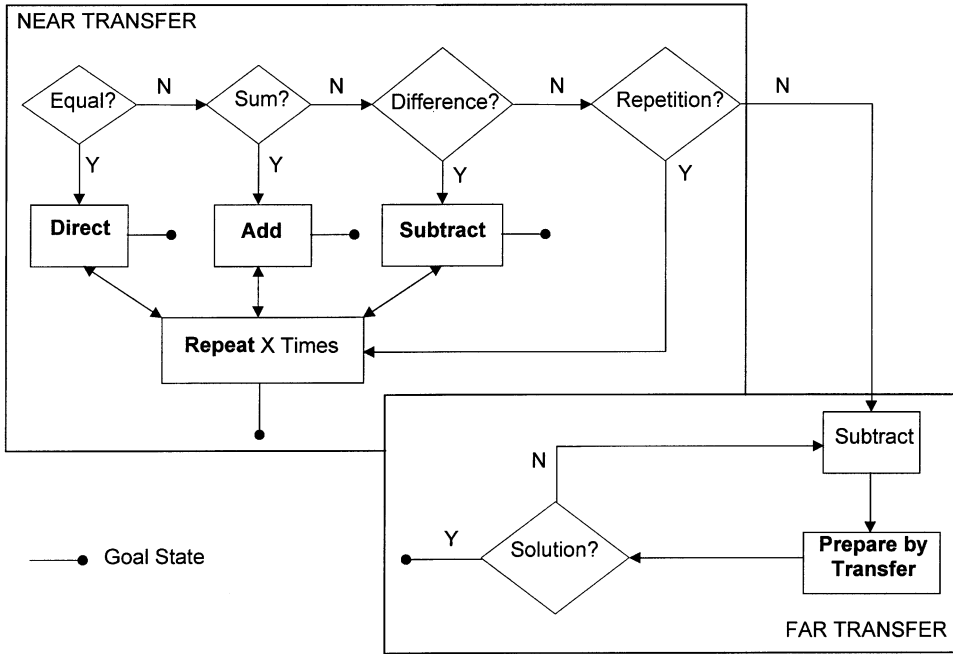 NEAR TRANSFER
Equal?
N
Sum?
N
Difference?
N
Repetition?
N
Y
Y
Y
Y
Direct
Add
Subtract
Repeat X Times
Subtract
N
Prepare by
Transfer
Solution?
Y
Goal State
FAR TRANSFER